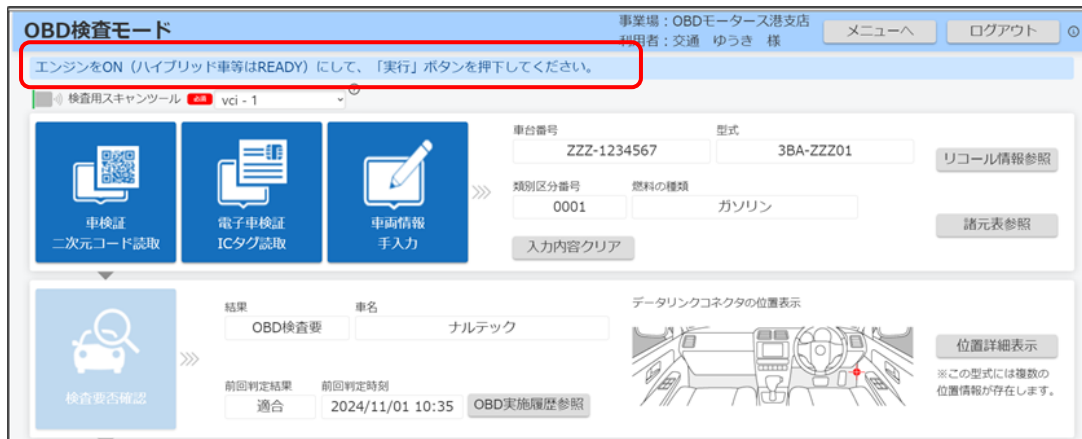 OBD検査モード
事業場：OBDモータース港支店
利用者：交通　ゆうき　様
メニューへ
ログアウト
エンジンをON（ハイブリッド車等はREADY）にして、「実行」ボタンを押下してください。
検査用スキャンツール 必須 vci - 1
車検証
二次元コード読取
電子車検証
ICタグ読取
車両情報
手入力
車台番号
ZZZ-1234567
型式
3BA-ZZZ01
類別区分番号
0001
燃料の種類
ガソリン
入力内容クリア
リコール情報参照
諸元表参照
検査要否確認
結果
OBD検査要
車名
ナルテック
前回判定結果
適合
前回判定時刻
2024/11/01 10:35
OBD実施履歴参照
データリンクコネクタの位置表示
位置詳細表示
※この型式には複数の
位置情報が存在します。